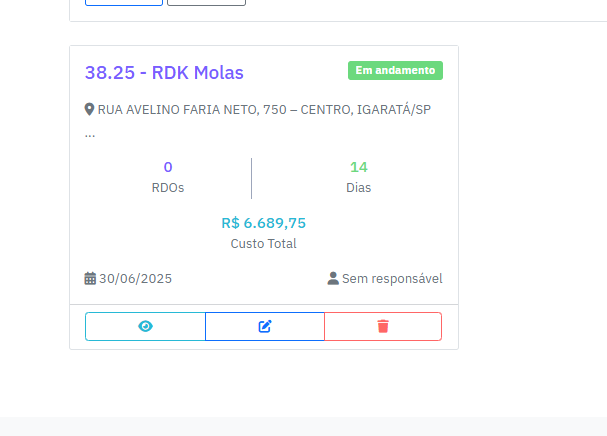 38.25 - RDK Molas
Em andamento
RUA AVELINO FARIA NETO, 750 – CENTRO, IGARATÁ/SP
...
0
RDOs
14
Dias
R$ 6.689,75
Custo Total
30/06/2025
Sem responsável